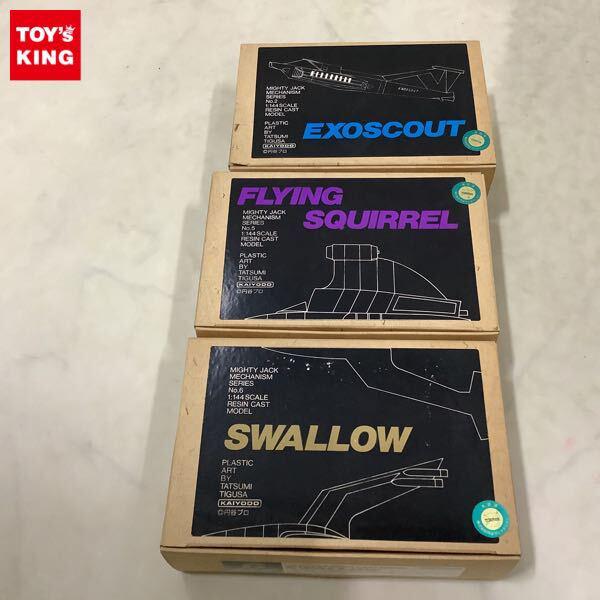 TOY'S
KING
MIGHTY JACK
MECHANISM
SERIES
No.2
1:144 SCALE
RESIN CAST
MODEL
PLASTIC
ART
BY
TATSUMI
TIGUSA
KAIYODO
©円谷プロ
EXOSCOUT
FLYING
SQUIRREL
MIGHTY JACK
MECHANISM
SERIES
No.5
1:144 SCALE
RESIN CAST
MODEL
PLASTIC
ART
BY
TATSUMI
TIGUSA
KAIYODO
©円谷プロ
MIGHTY JACK
MECHANISM
SERIES
No.6
1:144 SCALE
RESIN CAST
MODEL
SWALLOW
PLASTIC
ART
BY
TATSUMI
TIGUSA
KAIYODO
©円谷プロ